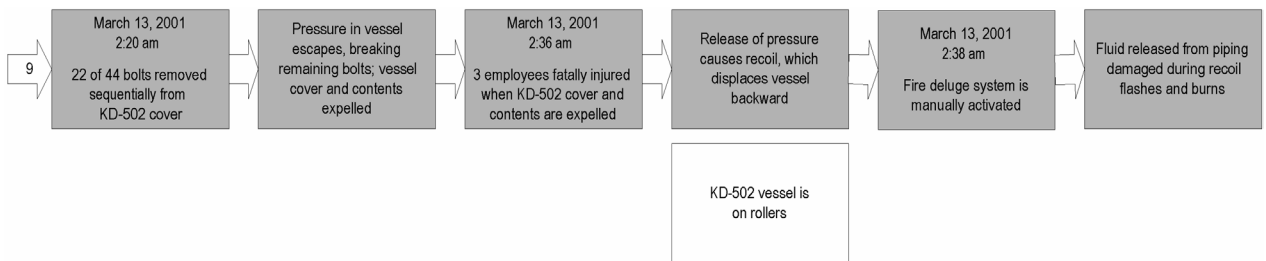 9
March 13, 2001
2:20 am
22 of 44 bolts removed
sequentially from
KD-502 cover
Pressure in vessel
escapes, breaking
remaining bolts; vessel
cover and contents
expelled
March 13, 2001
2:36 am
3 employees fatally injured
when KD-502 cover and
contents are expelled
Release of pressure
causes recoil, which
displaces vessel
backward
March 13, 2001
2:38 am
Fire deluge system is
manually activated
Fluid released from piping
damaged during recoil
flashes and burns
KD-502 vessel is
on rollers